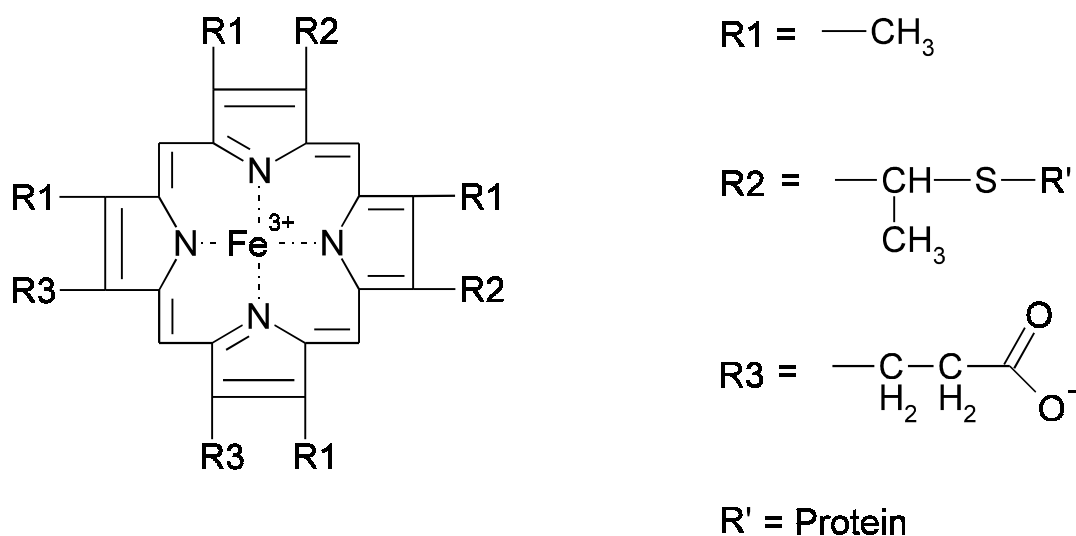 R1 R2
R1 = —CH3
N
R1 R1
R2 = —CH—S—R'
CH3
N Fe 3+ N
R3 R2
N
R3 = —C—C O
H2 H2 O-
R3 R1
R' = Protein